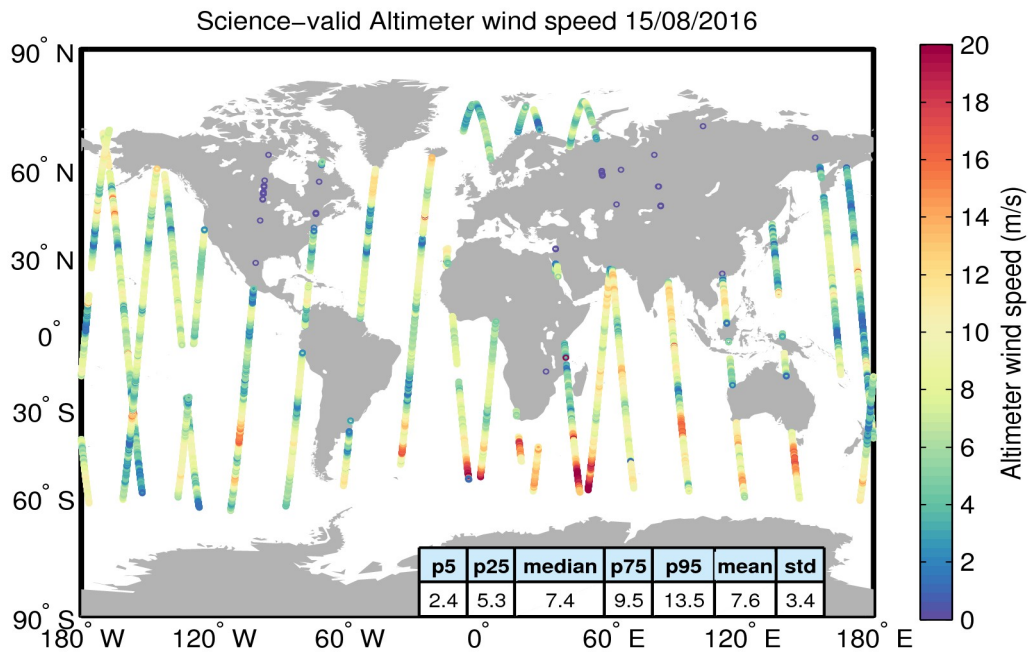 Science−valid Altimeter wind speed 15/08/2016
90° N
60° N
30° N
0°
30° S
60° S
90° S
180° W
120° W
60° W
0°
60° E
120° E
180° E
p5 p25 median p75 p95 mean std
2.4 5.3 7.4 9.5 13.5 7.6 3.4
20
18
16
14
12
10
8
6
4
2
0
Altimeter wind speed (m/s)